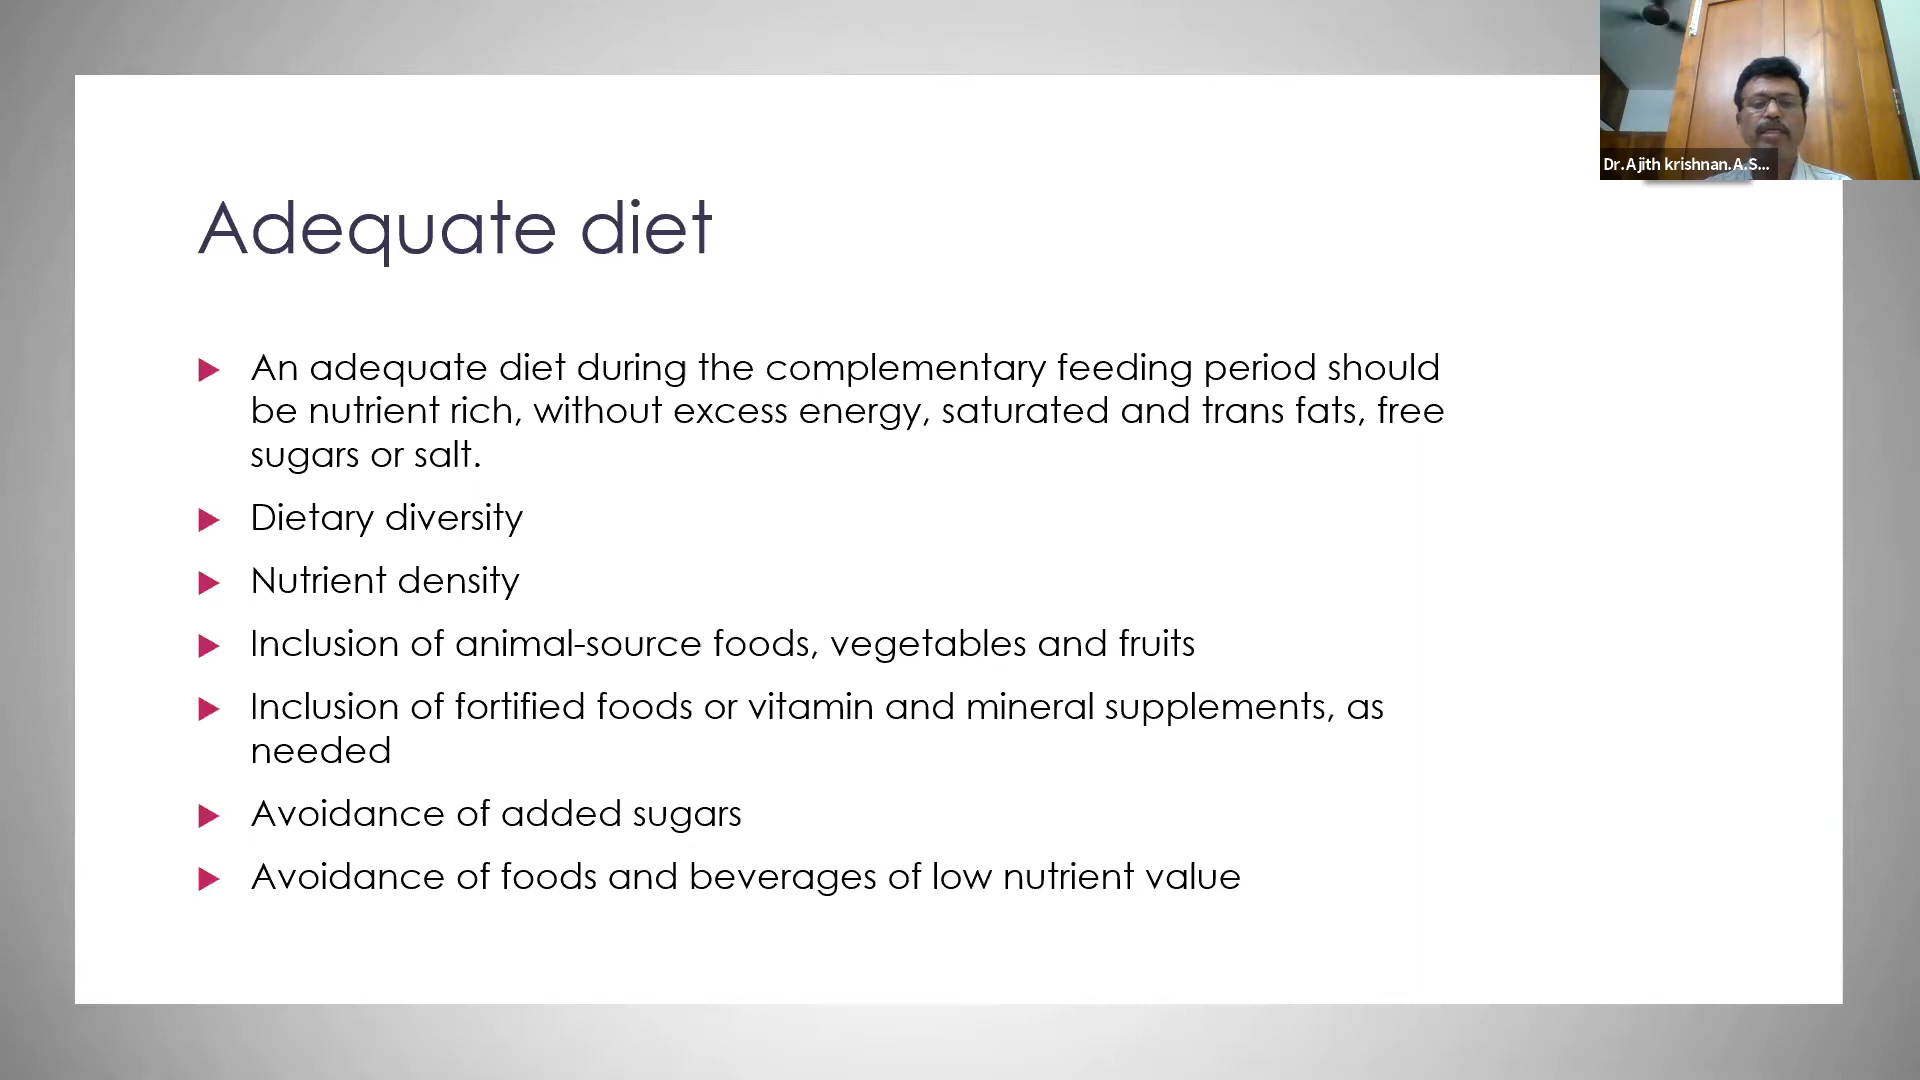 Dr.Ajith krishnan.A.S...
Adequate diet
An adequate diet during the complementary feeding period should
be nutrient rich, without excess energy, saturated and trans fats, free
sugars or salt.
Dietary diversity
Nutrient density
Inclusion of animal-source foods, vegetables and fruits
Inclusion of fortified foods or vitamin and mineral supplements, as
needed
Avoidance of added sugars
Avoidance of foods and beverages of low nutrient value